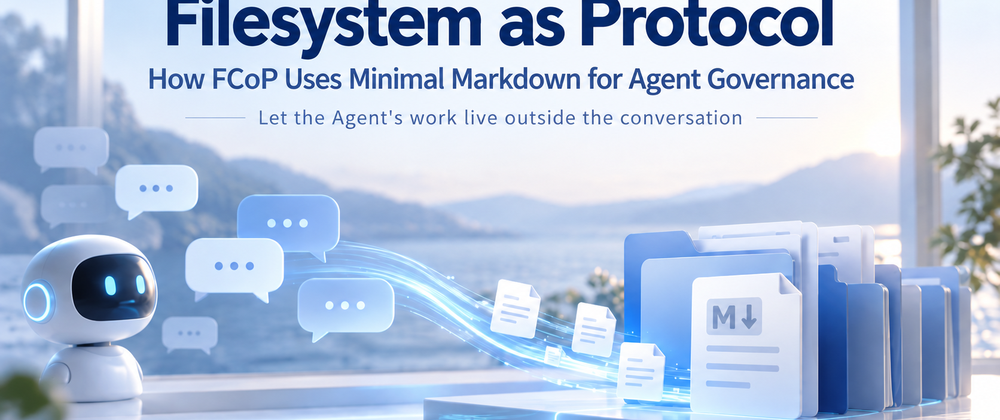 Filesystem as Protocol
How FCoP Uses Minimal Markdown for Agent Governance
Let the Agent's work live outside the conversation
M↓